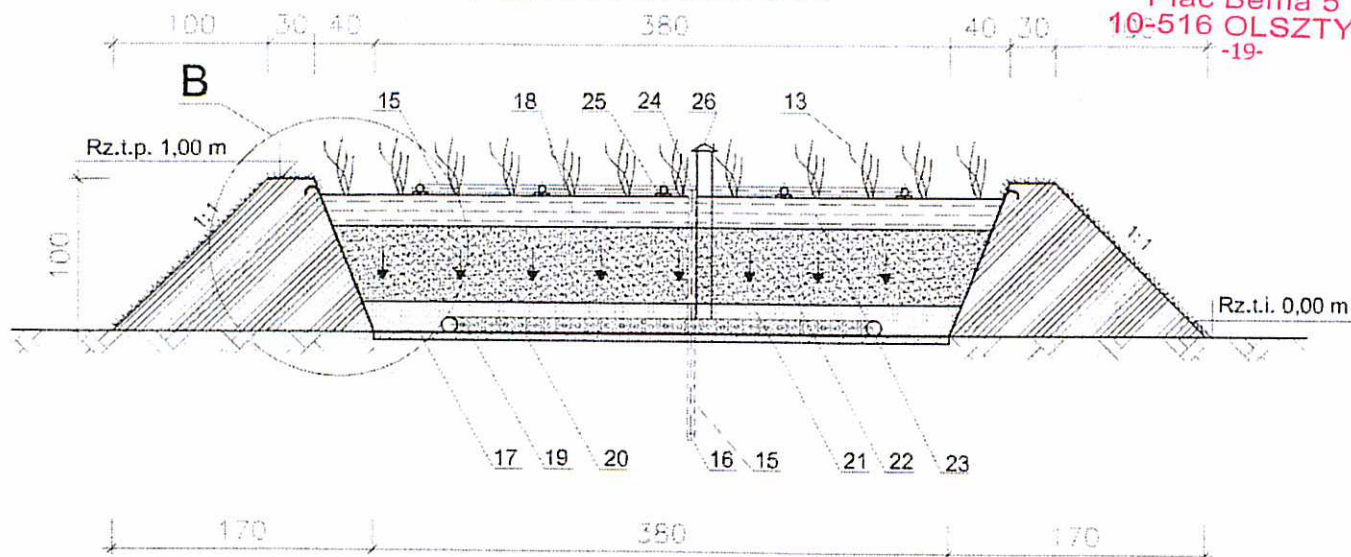 Plac Bema 5
10-516 OLSZTY
-19-
100 30 40 380 40 30
B
15 18 25 24 26 13
Rz.t.p. 1,00 m
1:1
100
1:1
Rz.t.i. 0,00 m
17 19 20 16 15 21 22 23
170 380 170